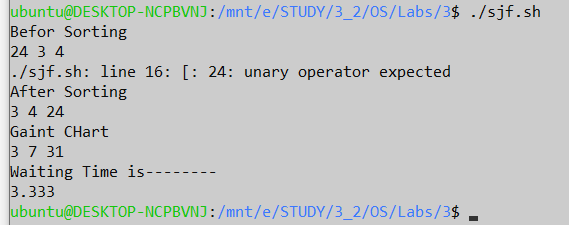 ubuntu@DESKTOP-NCPBVNJ:/mnt/e/STUDY/3_2/OS/Labs/3$ ./sjf.sh
Befor Sorting
24 3 4
./sjf.sh: line 16: [: 24: unary operator expected
After Sorting
3 4 24
Gaint CHart
3 7 31
Waiting Time is--------
3.333
ubuntu@DESKTOP-NCPBVNJ:/mnt/e/STUDY/3_2/OS/Labs/3$